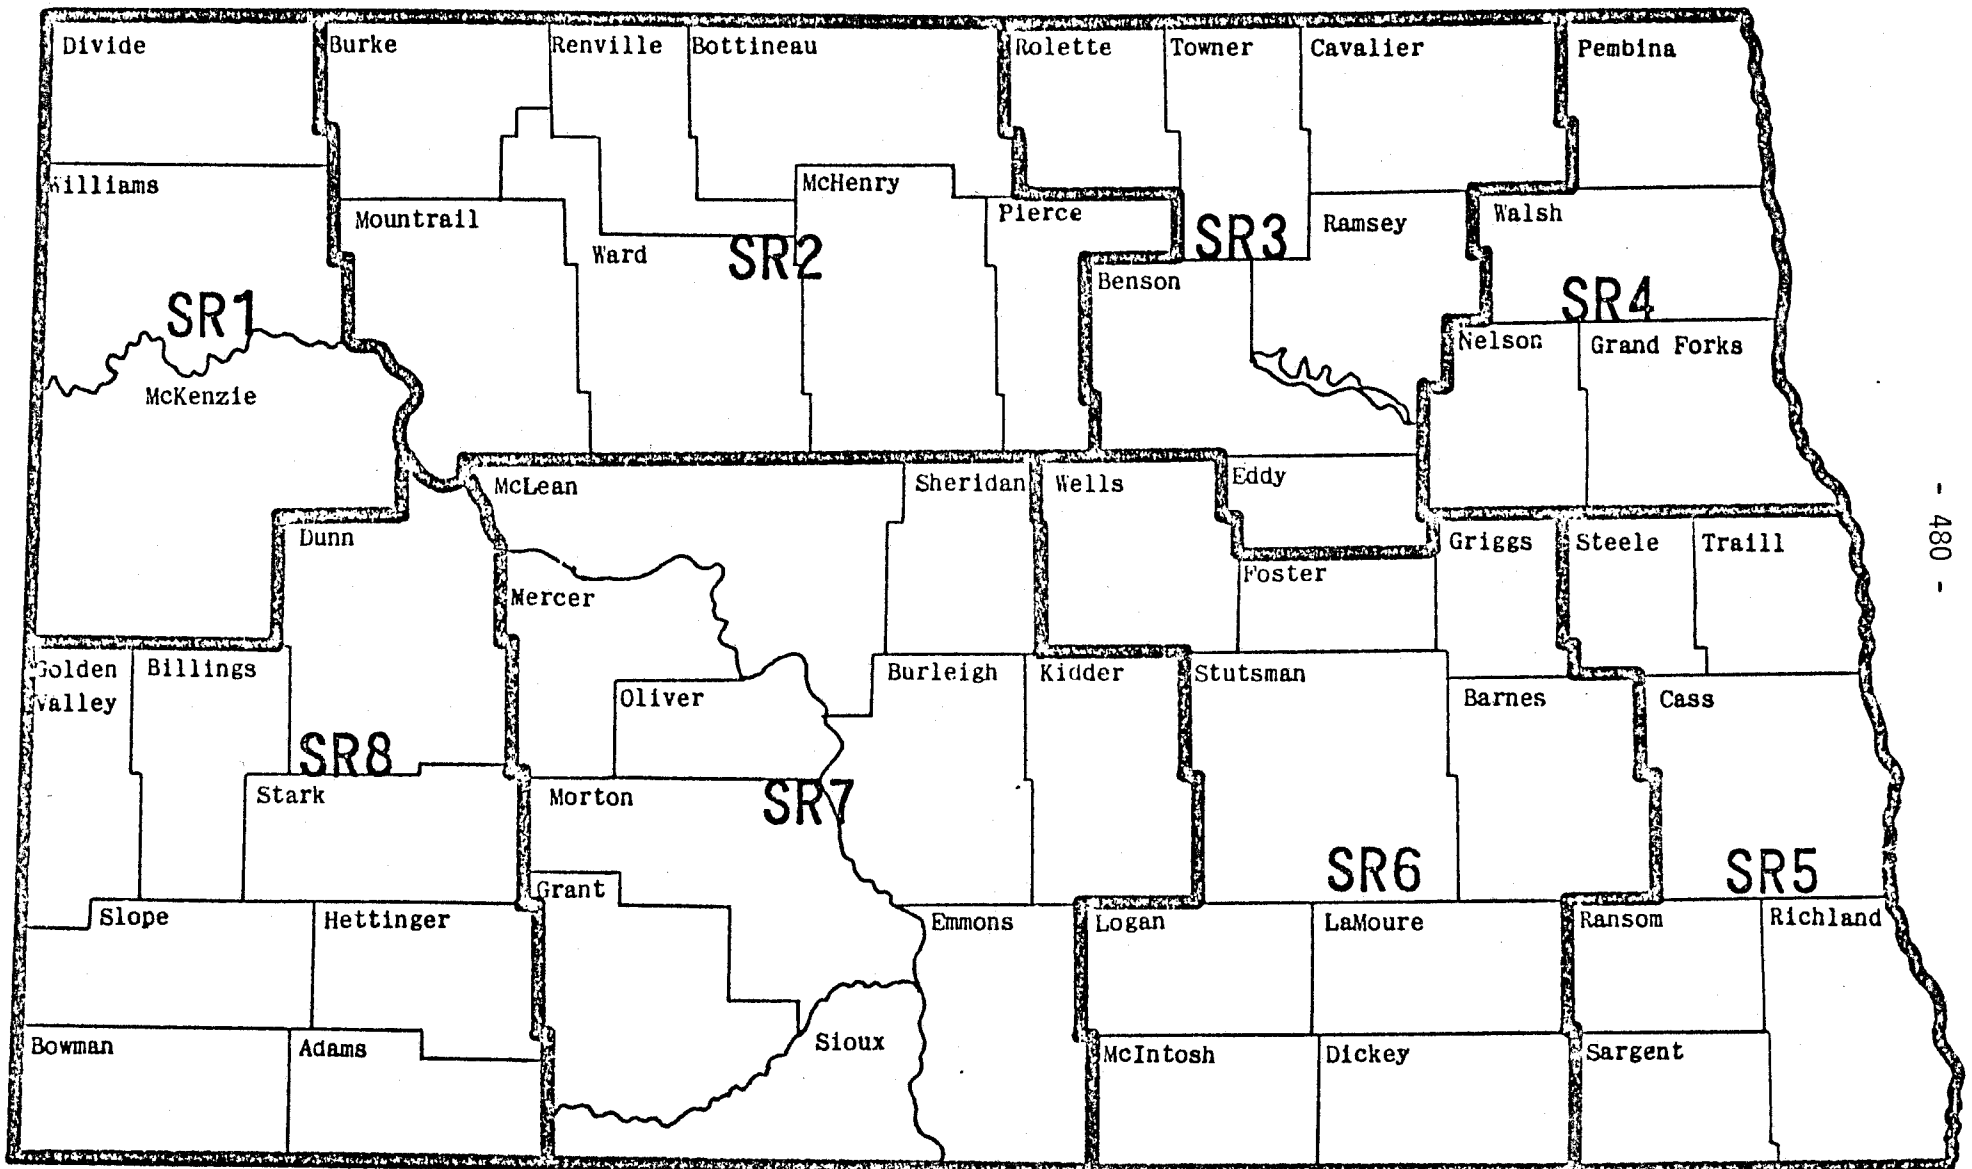 Divide
Burke
Renville
Bottineau
Rolette
Towner
Cavalier
Pembina
Williams
Mountrail
Ward
McHenry
Pierce
Ramsey
Walsh
SR1
SR2
SR3
SR4
McKenzie
Benson
Nelson
Grand Forks
McLean
Sheridan
Wells
Eddy
- 480 -
Dunn
Mercer
Foster
Griggs
Steele
Traill
Golden
Valley
Billings
Oliver
Burleigh
Kidder
Stutsman
Barnes
Cass
SR8
Stark
Morton
SR7
SR6
SR5
Slope
Hettinger
Grant
Emmons
Logan
LaMoure
Ransom
Richland
Bowman
Adams
Sioux
McIntosh
Dickey
Sargent